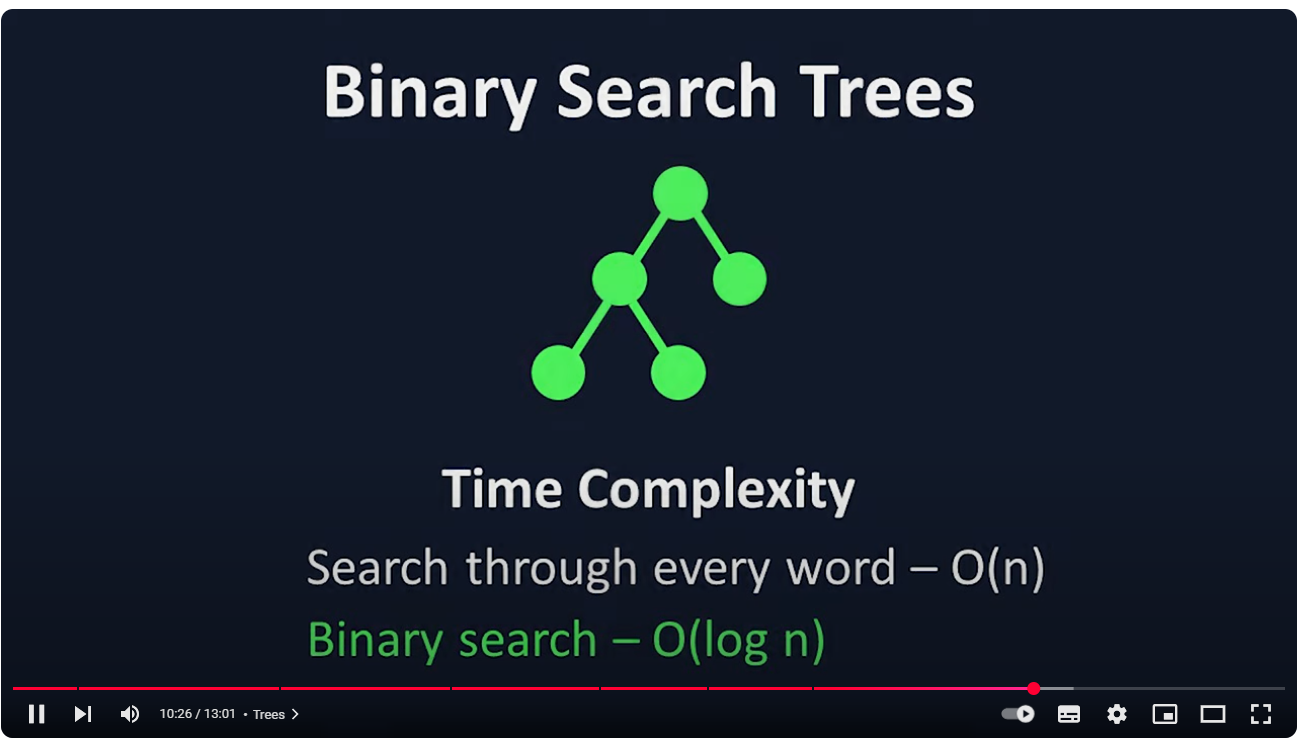 Binary Search Trees
Time Complexity
Search through every word – O(n)
Binary search – O(log n)
10:26 / 13:01 • Trees